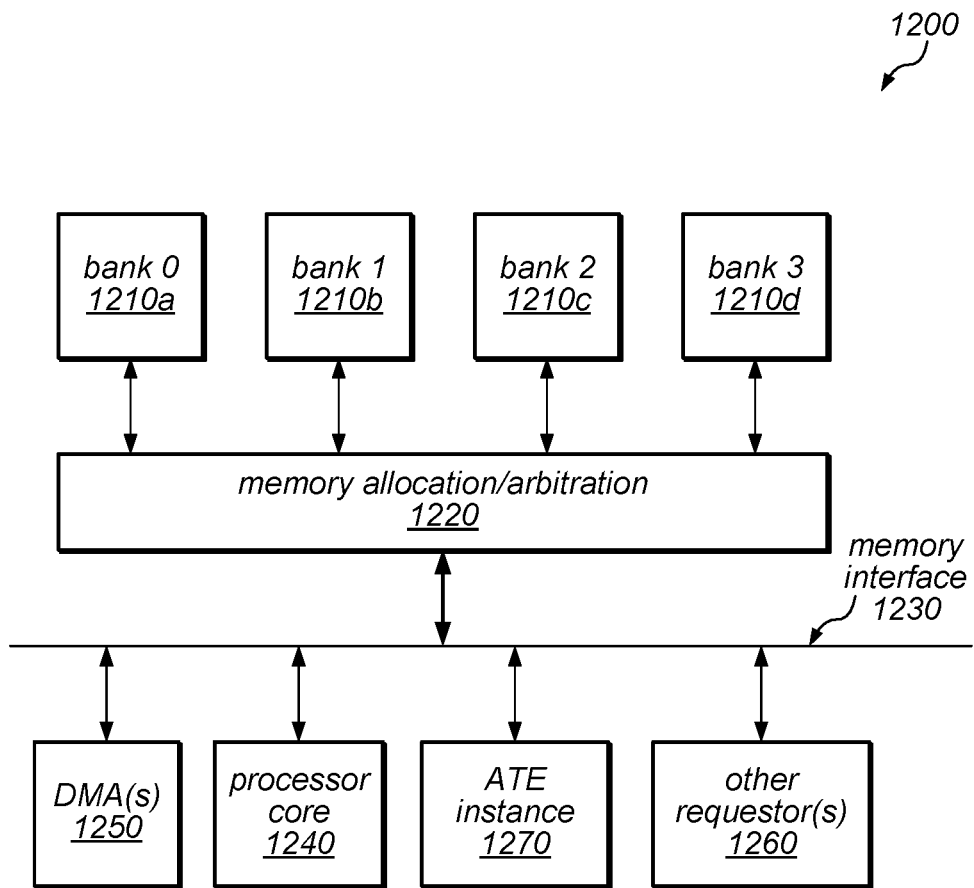 1200
bank 0
1210a
bank 1
1210b
bank 2
1210c
bank 3
1210d
memory allocation/arbitration
1220
memory
interface
1230
DMA(s)
1250
processor
core
1240
ATE
instance
1270
other
requestor(s)
1260